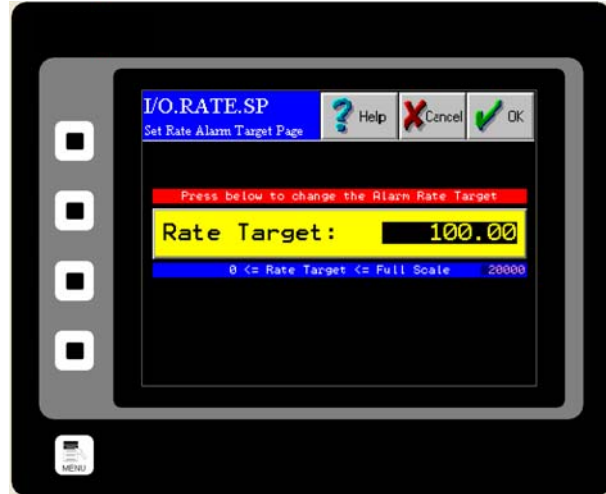 I/O.RATE.SP
Set Rate Alarm Target Page
Help
Cancel
OK
Press below to change the Alarm Rate Target
Rate Target: 100.00
0 <= Rate Target <= Full Scale 20000
MENU